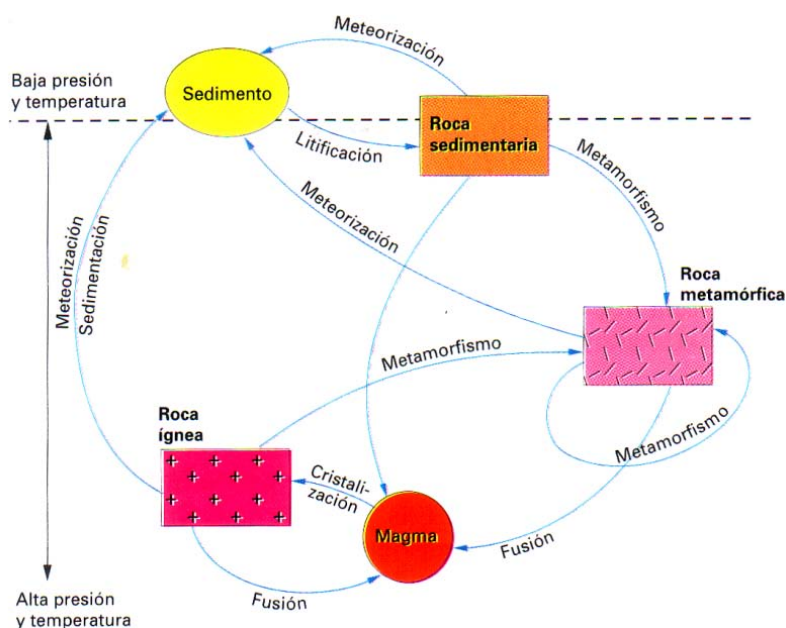 Meteorización
Baja presión
y temperatura
Sedimento
Roca
sedimentaria
Litificación
Metamorfismo
Meteorización
Meteorización
Sedimentación
Roca
metamórfica
Metamorfismo
Roca
ígnea
Metamorfismo
Cristali-
zación
Magma
Fusión
Fusión
Alta presión
y temperatura